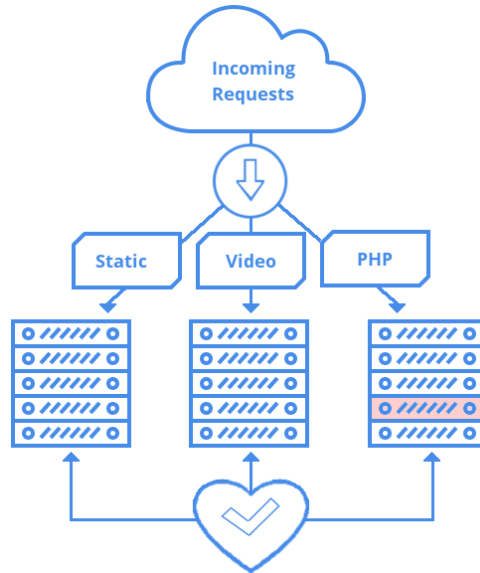 Incoming
Requests
Static
Video
PHP